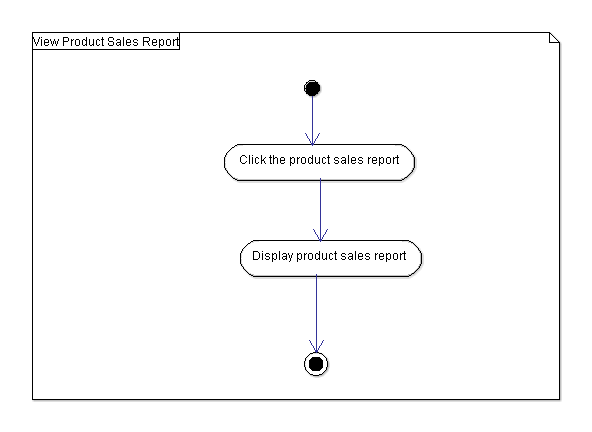 View Product Sales Report
Click the product sales report
Display product sales report